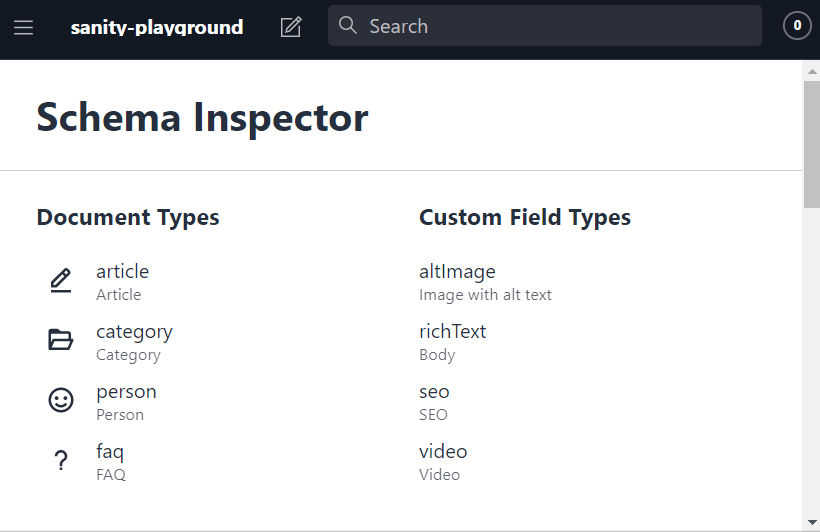 sanity-playground
Search
0
Schema Inspector
Document Types
article
Article
category
Category
person
Person
?
faq
FAQ
Custom Field Types
altImage
Image with alt text
richText
Body
seo
SEO
video
Video